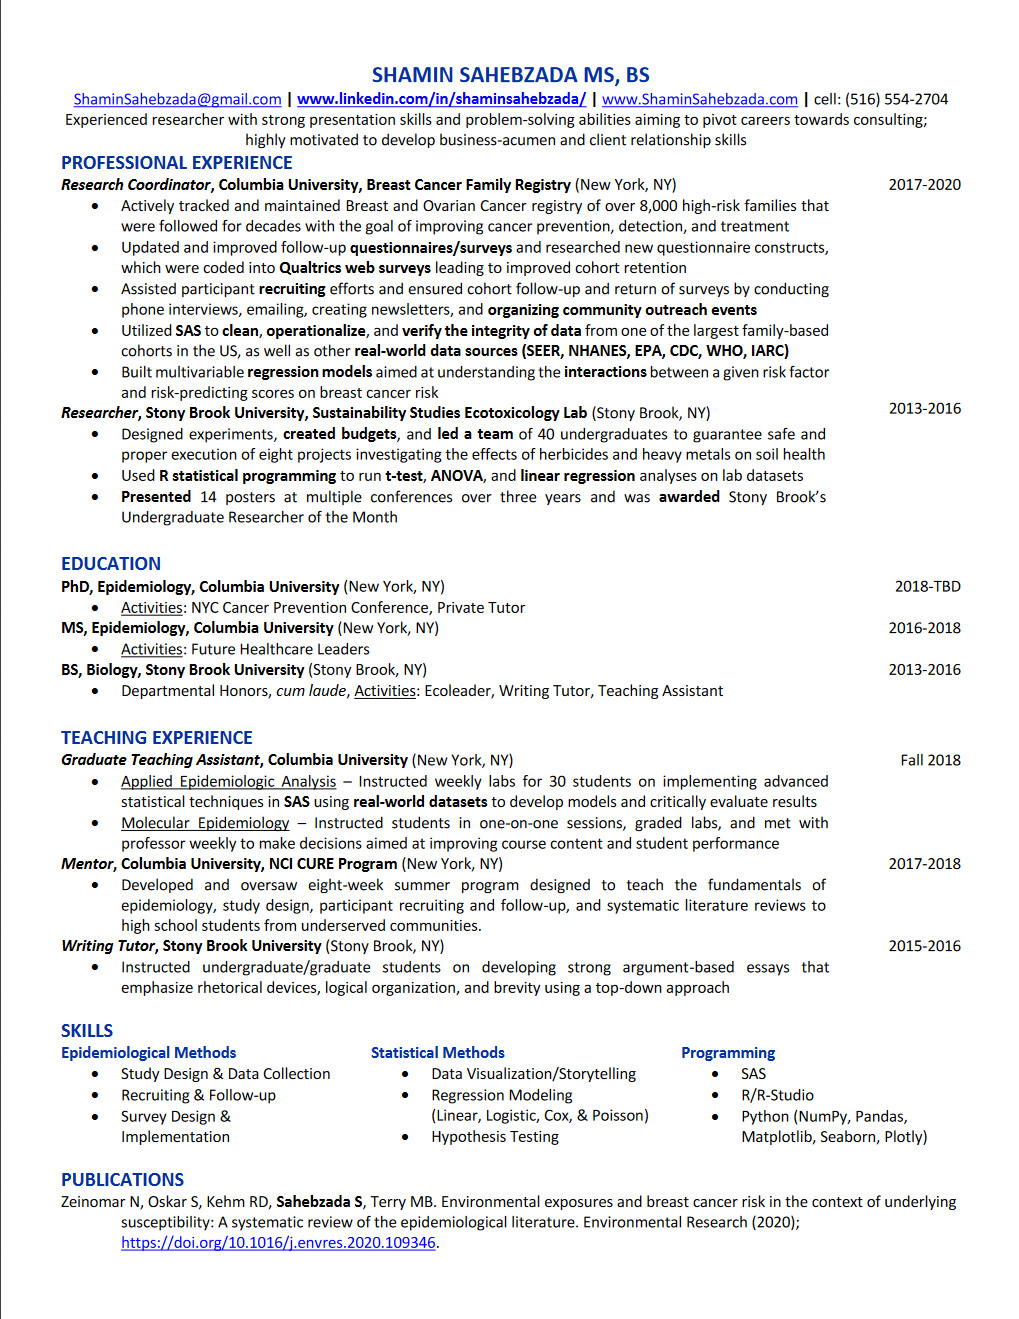 SHAMIN SAHEBZADA MS, BS
ShaminSahebzada@gmail.com | www.linkedin.com/in/shaminsahebzada/ | www.ShaminSahebzada.com | cell: (516) 554-2704
Experienced researcher with strong presentation skills and problem-solving abilities aiming to pivot careers towards consulting;
highly motivated to develop business-acumen and client relationship skills
PROFESSIONAL EXPERIENCE
Research Coordinator, Columbia University, Breast Cancer Family Registry (New York, NY) 2017-2020
• Actively tracked and maintained Breast and Ovarian Cancer registry of over 8,000 high-risk families that
were followed for decades with the goal of improving cancer prevention, detection, and treatment
• Updated and improved follow-up questionnaires/surveys and researched new questionnaire constructs,
which were coded into Qualtrics web surveys leading to improved cohort retention
• Assisted participant recruiting efforts and ensured cohort follow-up and return of surveys by conducting
phone interviews, emailing, creating newsletters, and organizing community outreach events
• Utilized SAS to clean, operationalize, and verify the integrity of data from one of the largest family-based
cohorts in the US, as well as other real-world data sources (SEER, NHANES, EPA, CDC, WHO, IARC)
• Built multivariable regression models aimed at understanding the interactions between a given risk factor
and risk-predicting scores on breast cancer risk
Researcher, Stony Brook University, Sustainability Studies Ecotoxicology Lab (Stony Brook, NY) 2013-2016
• Designed experiments, created budgets, and led a team of 40 undergraduates to guarantee safe and
proper execution of eight projects investigating the effects of herbicides and heavy metals on soil health
• Used R statistical programming to run t-test, ANOVA, and linear regression analyses on lab datasets
• Presented 14 posters at multiple conferences over three years and was awarded Stony Brook's
Undergraduate Researcher of the Month
EDUCATION
PhD, Epidemiology, Columbia University (New York, NY) 2018-TBD
• Activities: NYC Cancer Prevention Conference, Private Tutor
MS, Epidemiology, Columbia University (New York, NY) 2016-2018
• Activities: Future Healthcare Leaders
BS, Biology, Stony Brook University (Stony Brook, NY) 2013-2016
• Departmental Honors, cum laude, Activities: Ecoleader, Writing Tutor, Teaching Assistant
TEACHING EXPERIENCE
Graduate Teaching Assistant, Columbia University (New York, NY) Fall 2018
• Applied Epidemiologic Analysis – Instructed weekly labs for 30 students on implementing advanced
statistical techniques in SAS using real-world datasets to develop models and critically evaluate results
• Molecular Epidemiology – Instructed students in one-on-one sessions, graded labs, and met with
professor weekly to make decisions aimed at improving course content and student performance
Mentor, Columbia University, NCI CURE Program (New York, NY) 2017-2018
• Developed and oversaw eight-week summer program designed to teach the fundamentals of
epidemiology, study design, participant recruiting and follow-up, and systematic literature reviews to
high school students from underserved communities.
Writing Tutor, Stony Brook University (Stony Brook, NY) 2015-2016
• Instructed undergraduate/graduate students on developing strong argument-based essays that
emphasize rhetorical devices, logical organization, and brevity using a top-down approach
SKILLS
Epidemiological Methods
• Study Design & Data Collection
• Recruiting & Follow-up
• Survey Design &
Implementation
Statistical Methods
• Data Visualization/Storytelling
• Regression Modeling
(Linear, Logistic, Cox, & Poisson)
• Hypothesis Testing
Programming
• SAS
• R/R-Studio
• Python (NumPy, Pandas,
Matplotlib, Seaborn, Plotly)
PUBLICATIONS
Zeinomar N, Oskar S, Kehm RD, Sahebzada S, Terry MB. Environmental exposures and breast cancer risk in the context of underlying
susceptibility: A systematic review of the epidemiological literature. Environmental Research (2020);
https://doi.org/10.1016/j.envres.2020.109346.